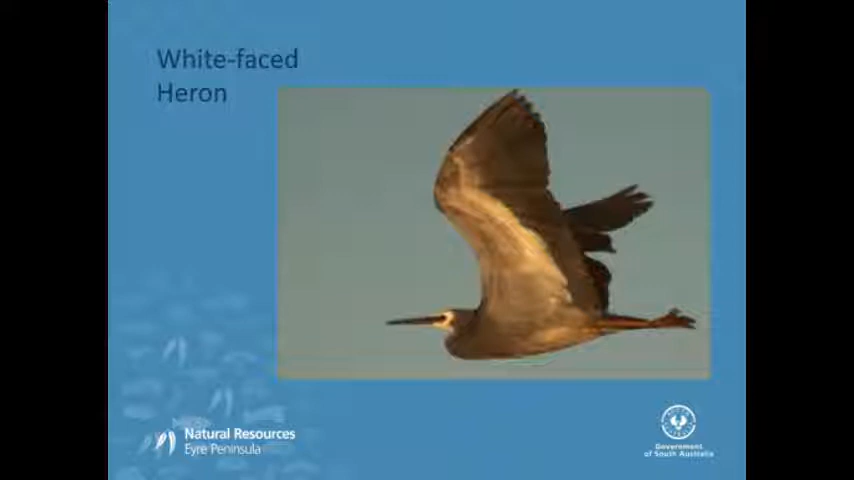 White-faced
Heron
Natural Resources
Eyre Peninsula
Government
of South Australia